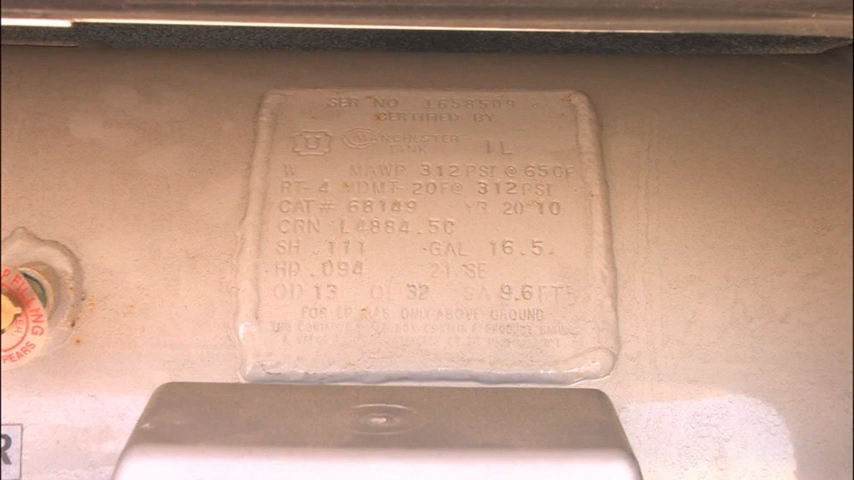 SER NO 1658509
CERTIFIED BY
U MANCHESTER TANK 1L
W MAWP 312 PSI @ 650F
RT-4 MDMT-20F@ 312PSI
CAT# 68149 YR 2010
CRN L4884.5C
SH .111 GAL 16.5
HD .094 SE
OD 13 OL 32 SA 9.6FT
FOR LP GAS ONLY ABOVE GROUND
FILLING
APPEARS
R